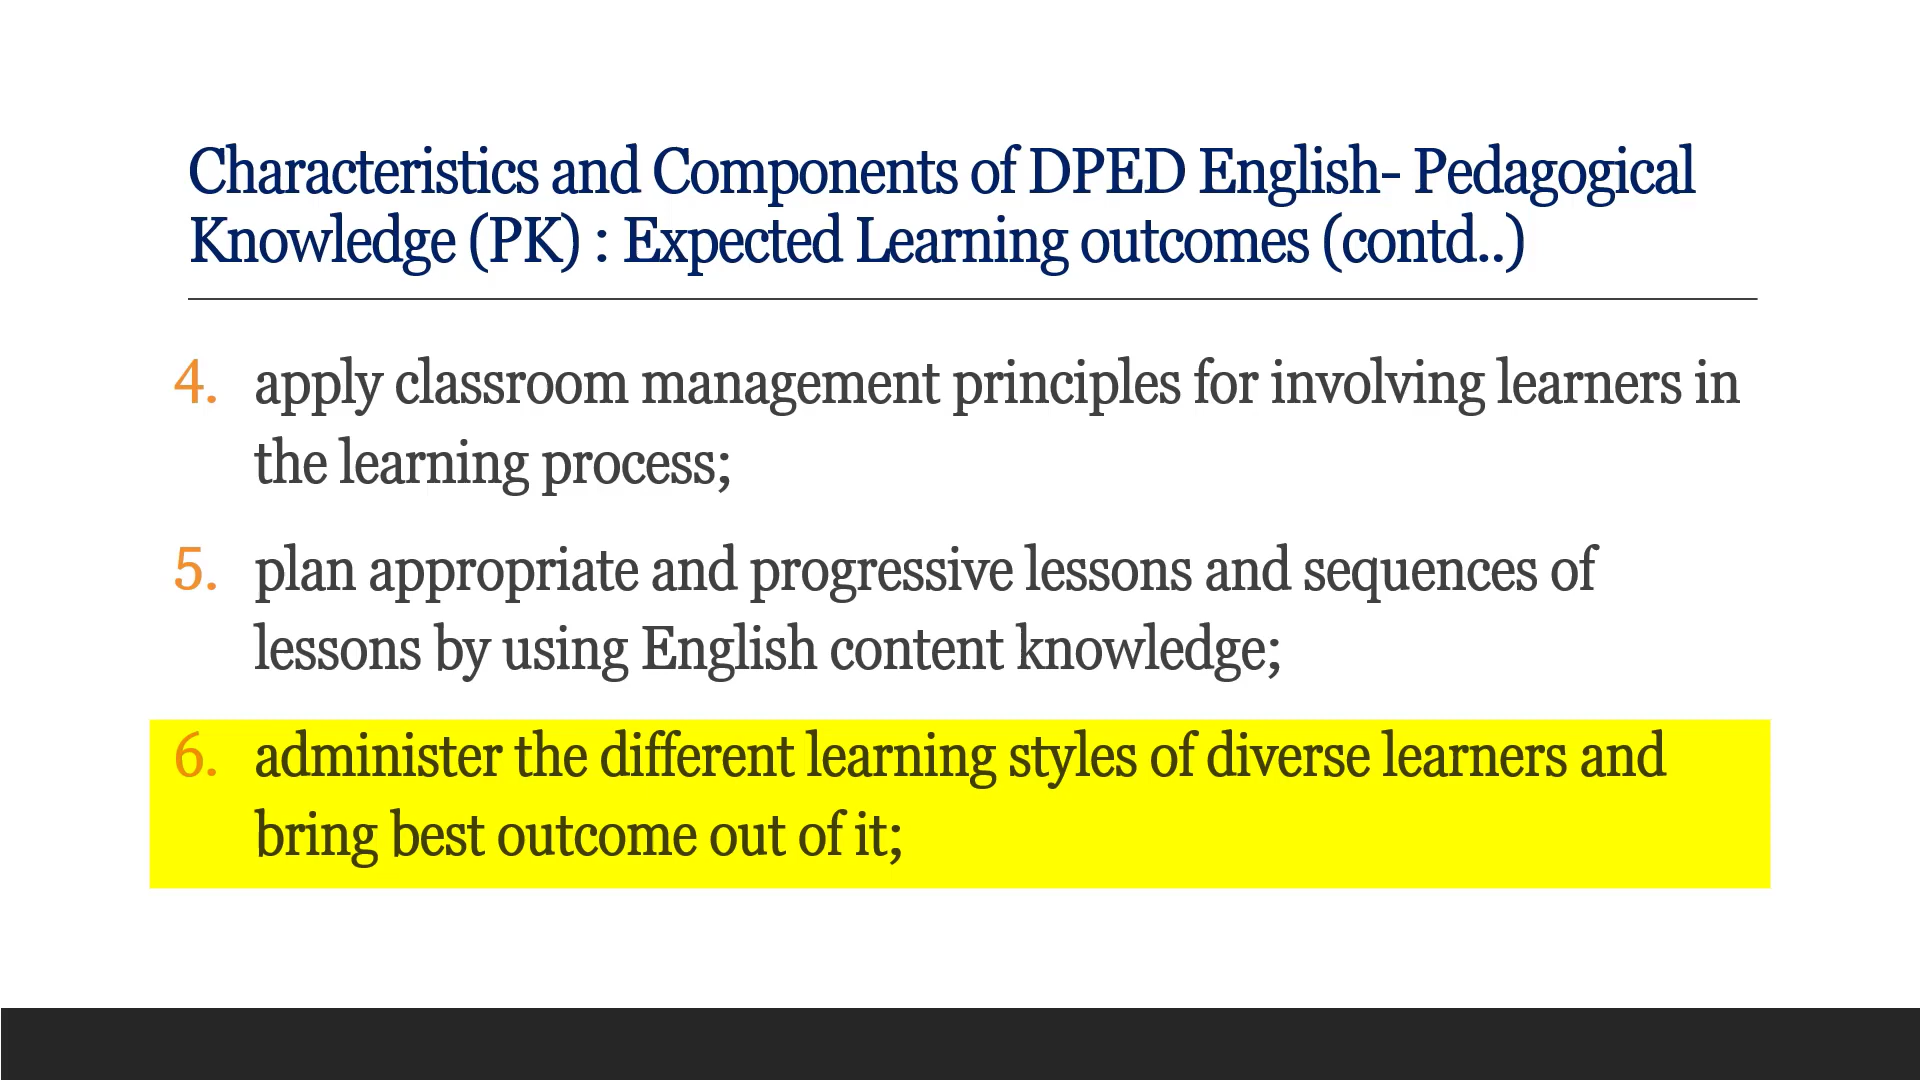 Characteristics and Components of DPED English- Pedagogical
Knowledge (PK) : Expected Learning outcomes (contd..)
4. apply classroom management principles for involving learners in
the learning process;
5. plan appropriate and progressive lessons and sequences of
lessons by using English content knowledge;
6. administer the different learning styles of diverse learners and
bring best outcome out of it;